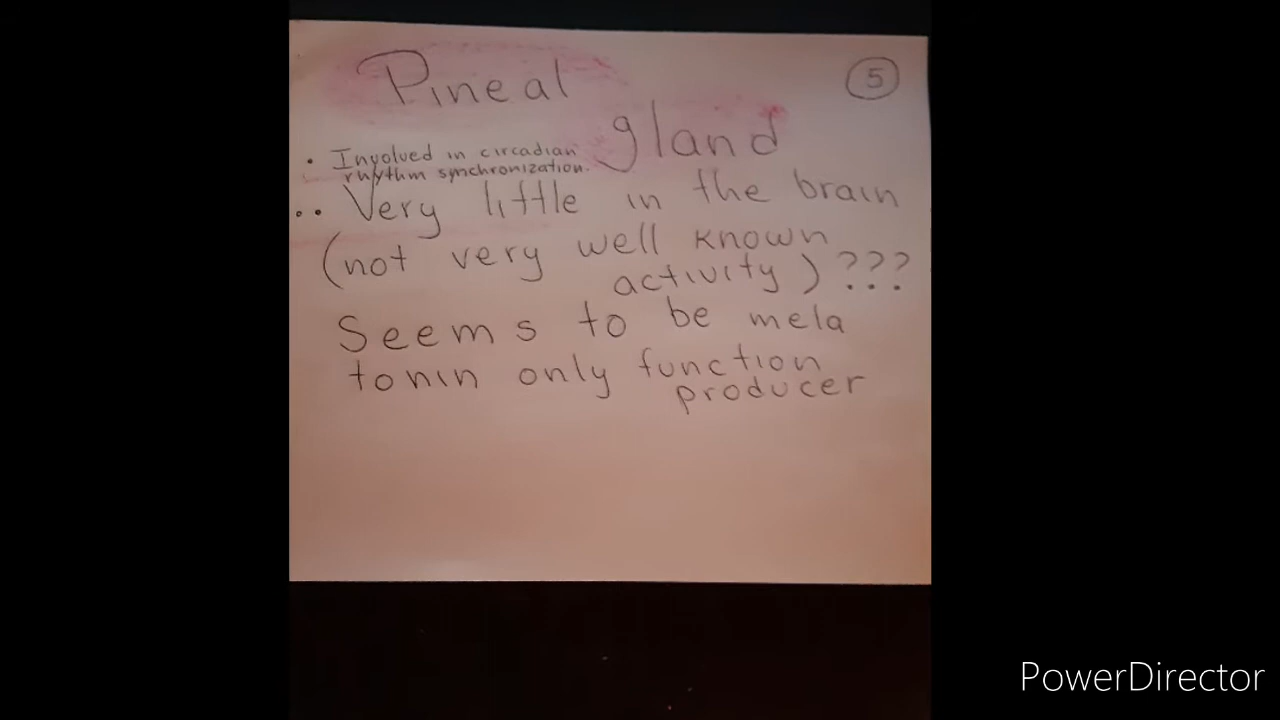 Pineal
gland
5
. Involved in circadian
rhythm synchronization.
.. Very little in the brain
(not very well known
activity) ???
Seems to be mela
tonin only function
producer
PowerDirector